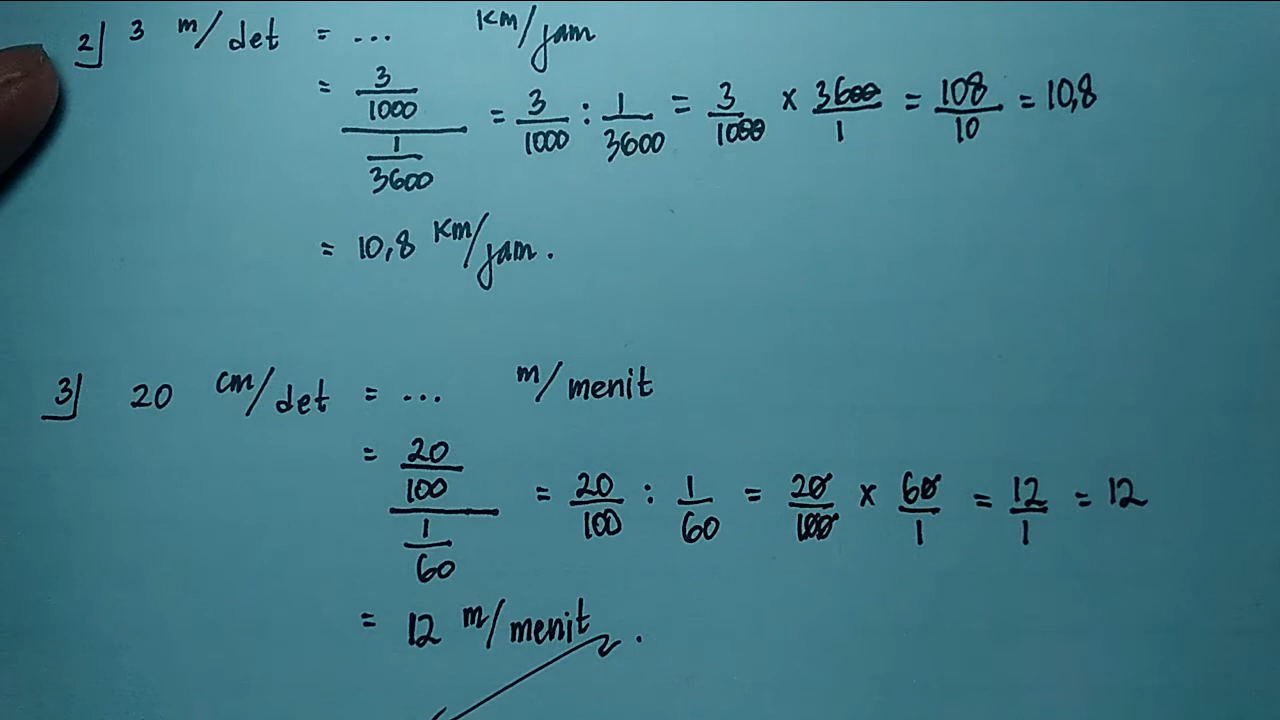 2] 3 m/det = ... Km/jam
= 3/1000 / 1/3600 = 3/1000 : 1/3600 = 3/1000 x 3600/1 = 108/10 = 10,8
= 10,8 Km/jam.
3] 20 cm/det = ... m/menit
= 20/100 / 1/60 = 20/100 : 1/60 = 20/100 x 60/1 = 12/1 = 12
= 12 m/menit.